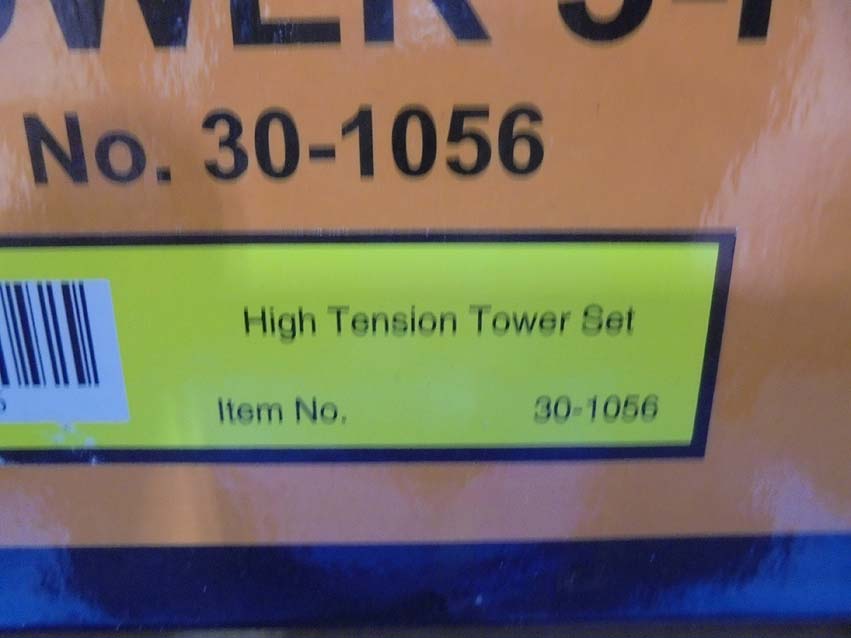 No. 30-1056
High Tension Tower Set
Item No. 30-1056